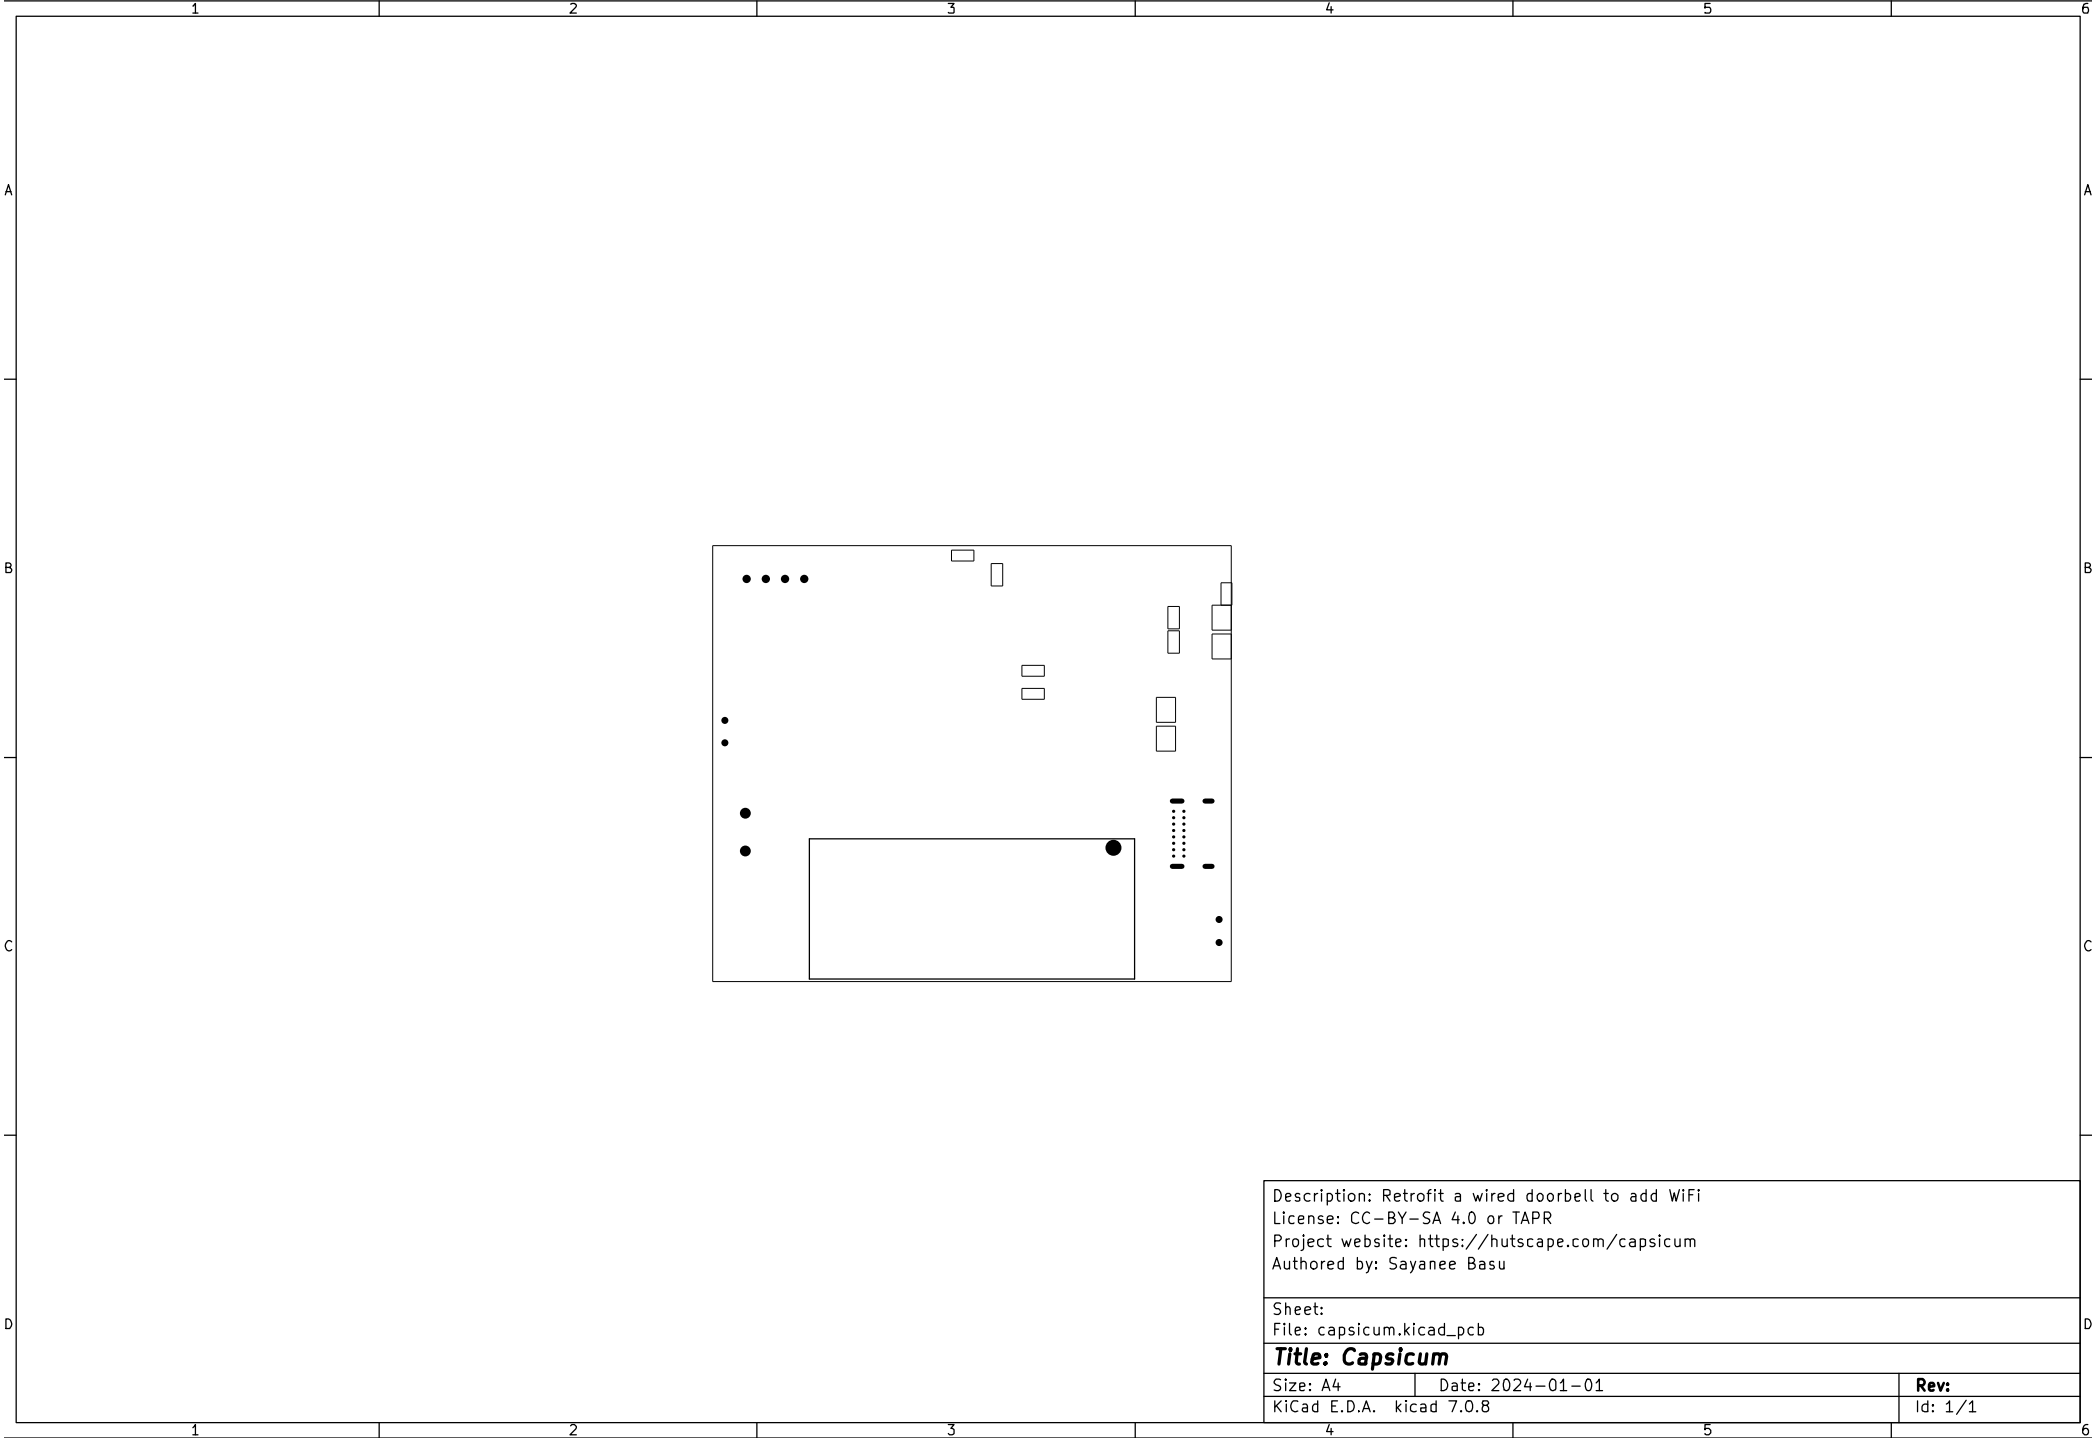 1 2 3 4 5 6
A A
B B
C C
Description: Retrofit a wired doorbell to add WiFi
License: CC-BY-SA 4.0 or TAPR
Project website: https://hutscape.com/capsicum
Authored by: Sayanee Basu
Sheet:
D D
File: capsicum.kicad_pcb
Title: Capsicum
Size: A4 Date: 2024-01-01 Rev:
KiCad E.D.A. kicad 7.0.8 Id: 1/1
1 2 3 4 5 6